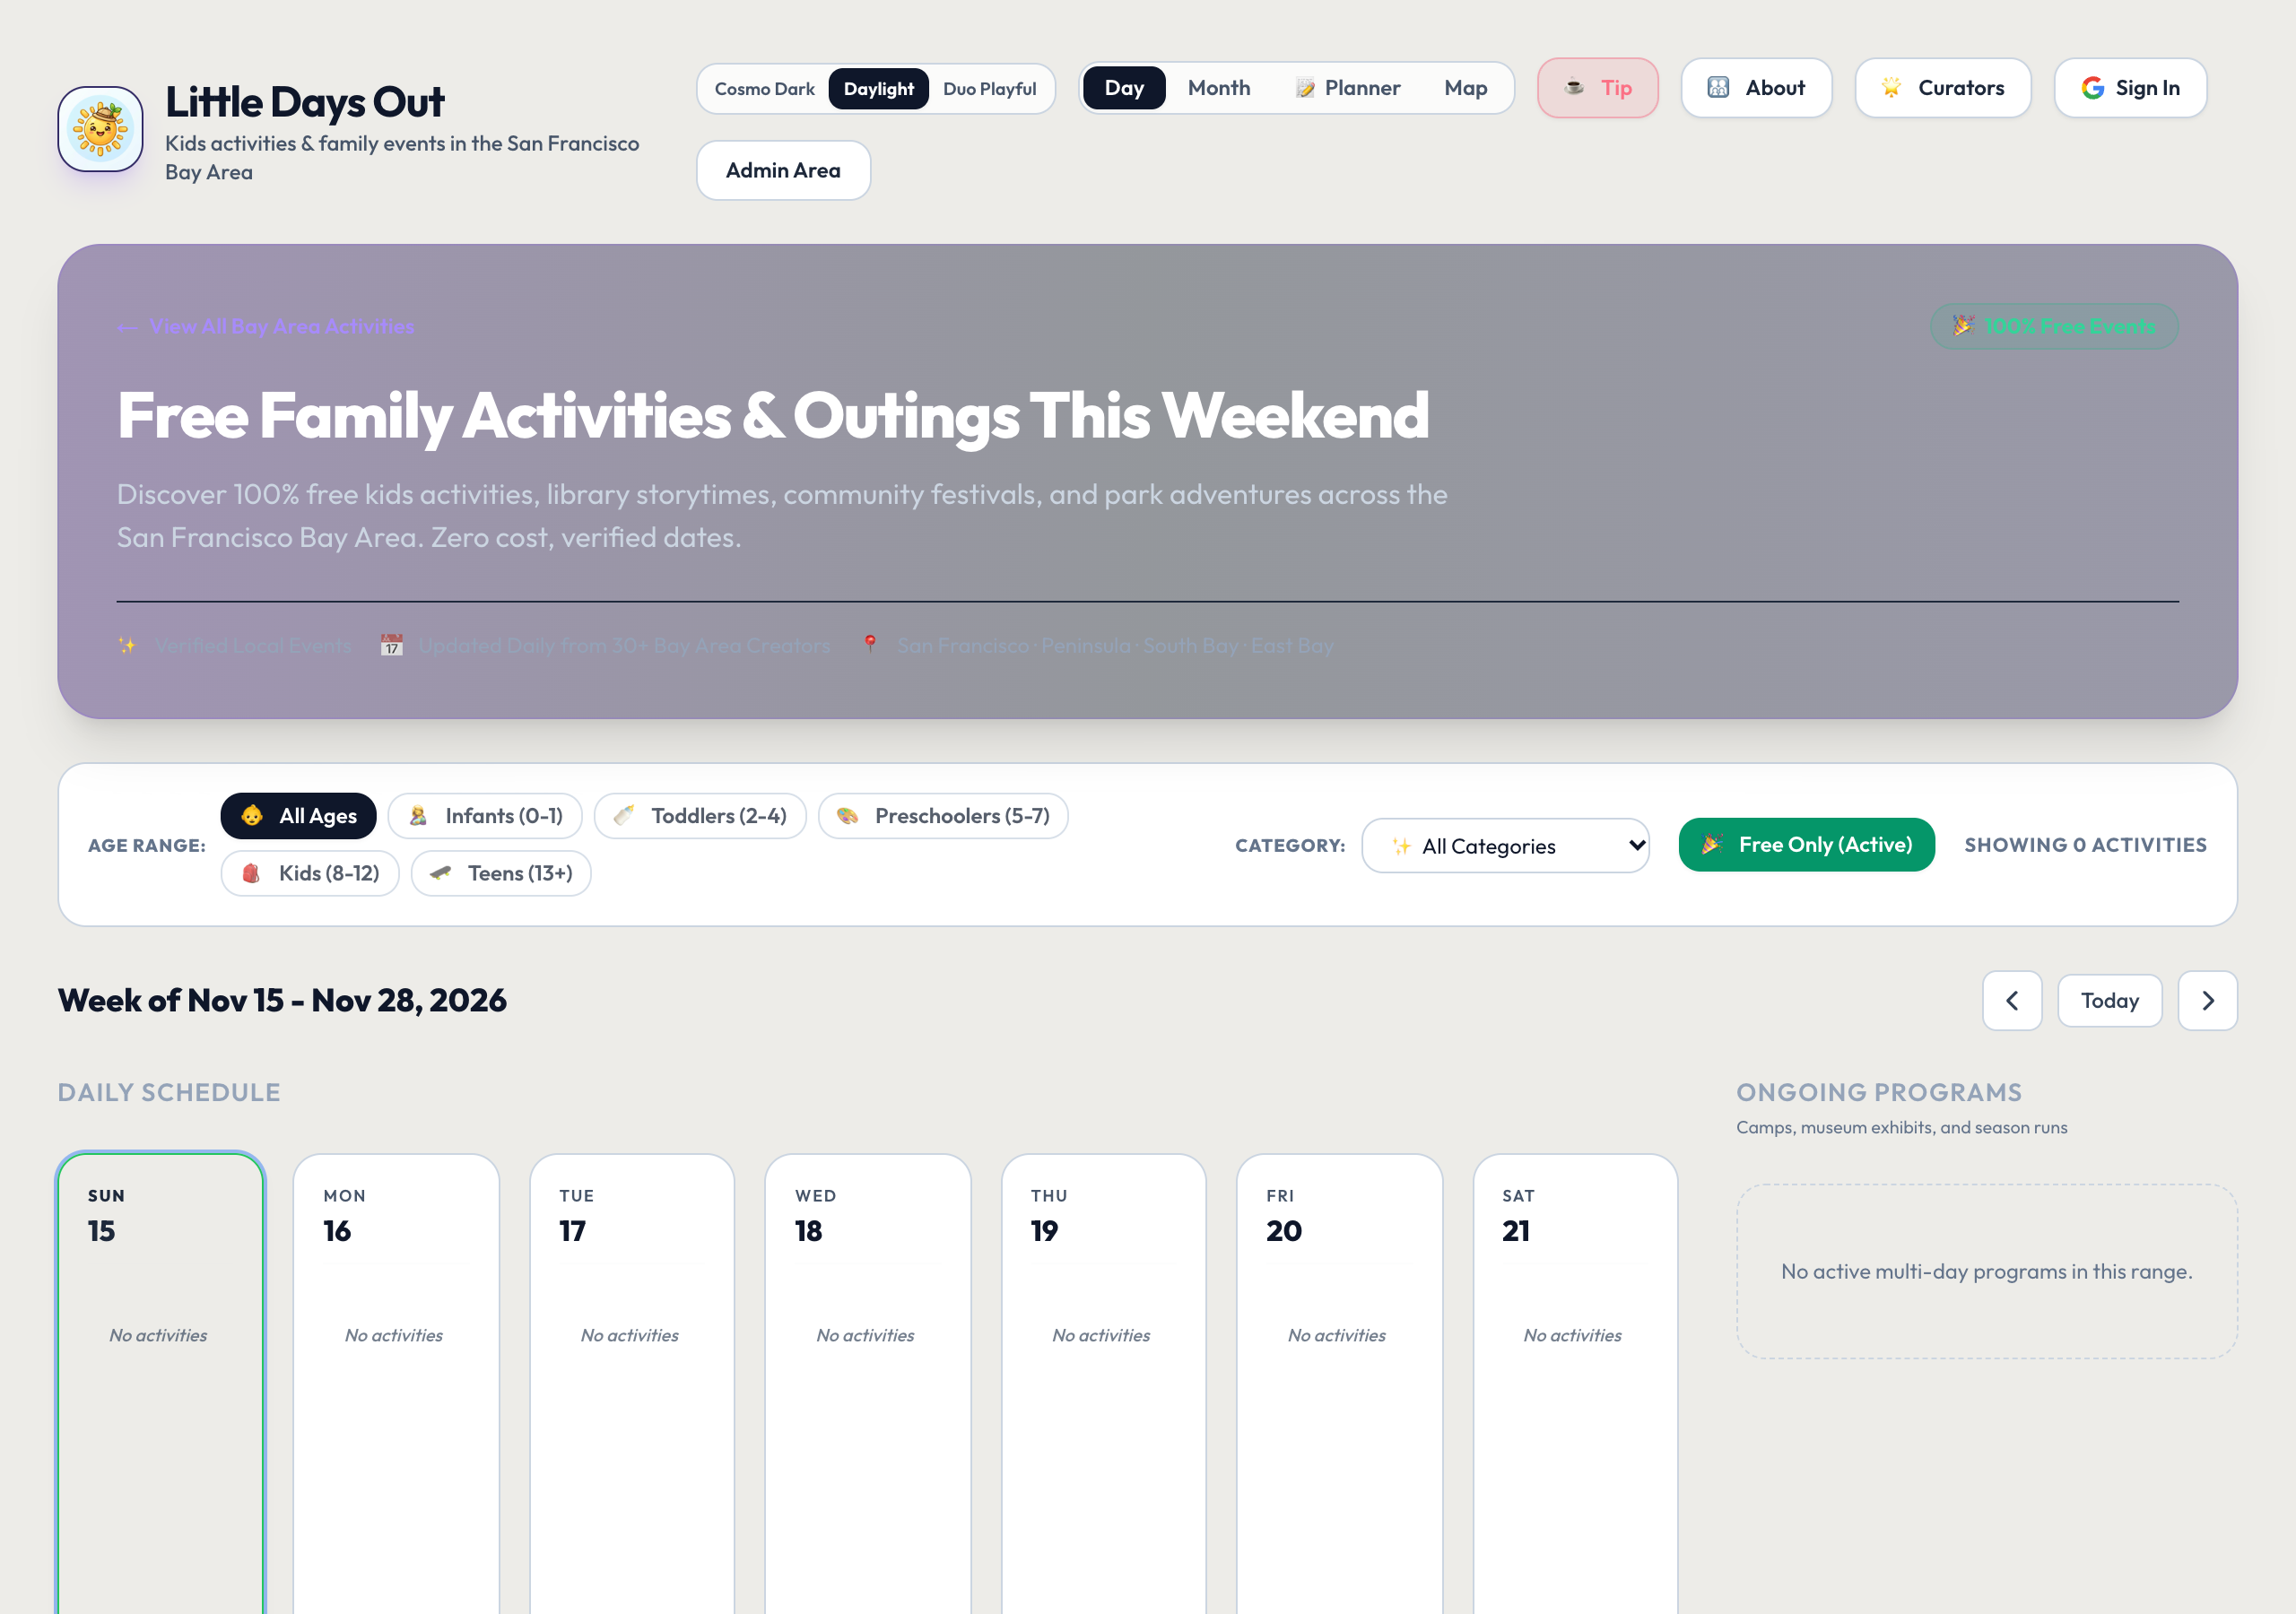 Little Days Out
Kids activities & family events in the San Francisco
Bay Area
Cosmo Dark Daylight Duo Playful
Day Month Planner Map
Tip
About
Curators
Sign In
Admin Area
← View All Bay Area Activities
100% Free Events
Free Family Activities & Outings This Weekend
Discover 100% free kids activities, library storytimes, community festivals, and park adventures across the
San Francisco Bay Area. Zero cost, verified dates.
Verified Local Events 17 Updated Daily from 30+ Bay Area Creators San Francisco · Peninsula · South Bay · East Bay
AGE RANGE:
All Ages Infants (0-1) Toddlers (2-4) Preschoolers (5-7)
Kids (8-12) Teens (13+)
CATEGORY: All Categories
Free Only (Active)
SHOWING 0 ACTIVITIES
Week of Nov 15 - Nov 28, 2026
Today
DAILY SCHEDULE
SUN
15
No activities
MON
16
No activities
TUE
17
No activities
WED
18
No activities
THU
19
No activities
FRI
20
No activities
SAT
21
No activities
ONGOING PROGRAMS
Camps, museum exhibits, and season runs
No active multi-day programs in this range.